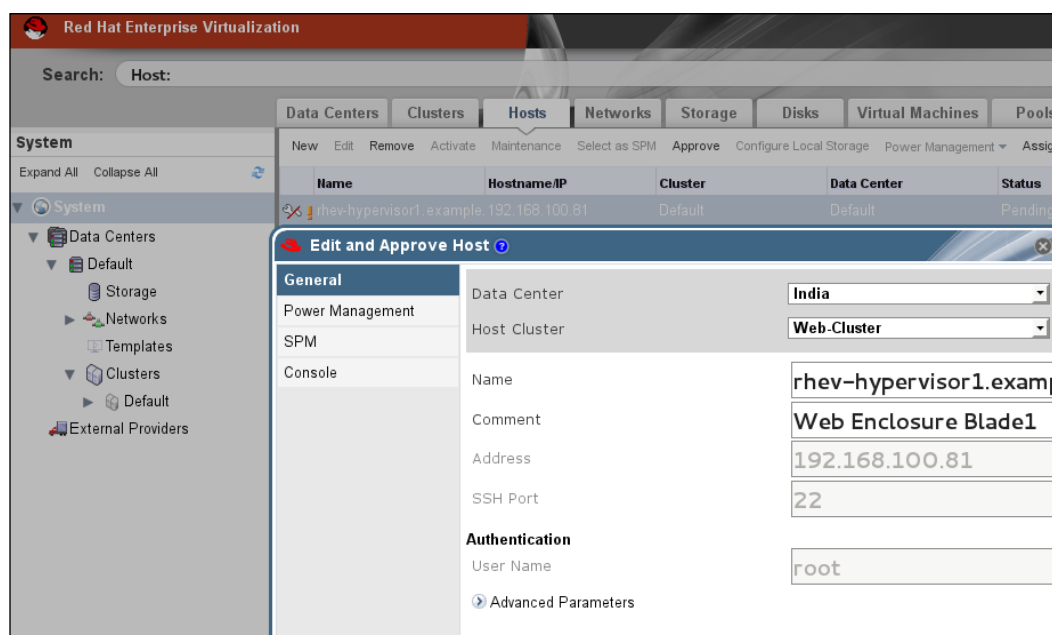 Red Hat Enterprise Virtualization
Search: Host:
Data Centers Clusters Hosts Networks Storage Disks Virtual Machines Pools
System
Expand All Collapse All
New Edit Remove Activate Maintenance Select as SPM Approve Configure Local Storage Power Management Assig
Name Hostname/IP Cluster Data Center Status
rhev-hypervisor1.example. 192.168.100.81 Default Default Pending
System
Data Centers
Default
Storage
Networks
Templates
Clusters
Default
External Providers
Edit and Approve Host
General
Power Management
SPM
Console
Data Center India
Host Cluster Web-Cluster
Name rhev-hypervisor1.examp
Comment Web Enclosure Blade1
Address 192.168.100.81
SSH Port 22
Authentication
User Name root
Advanced Parameters